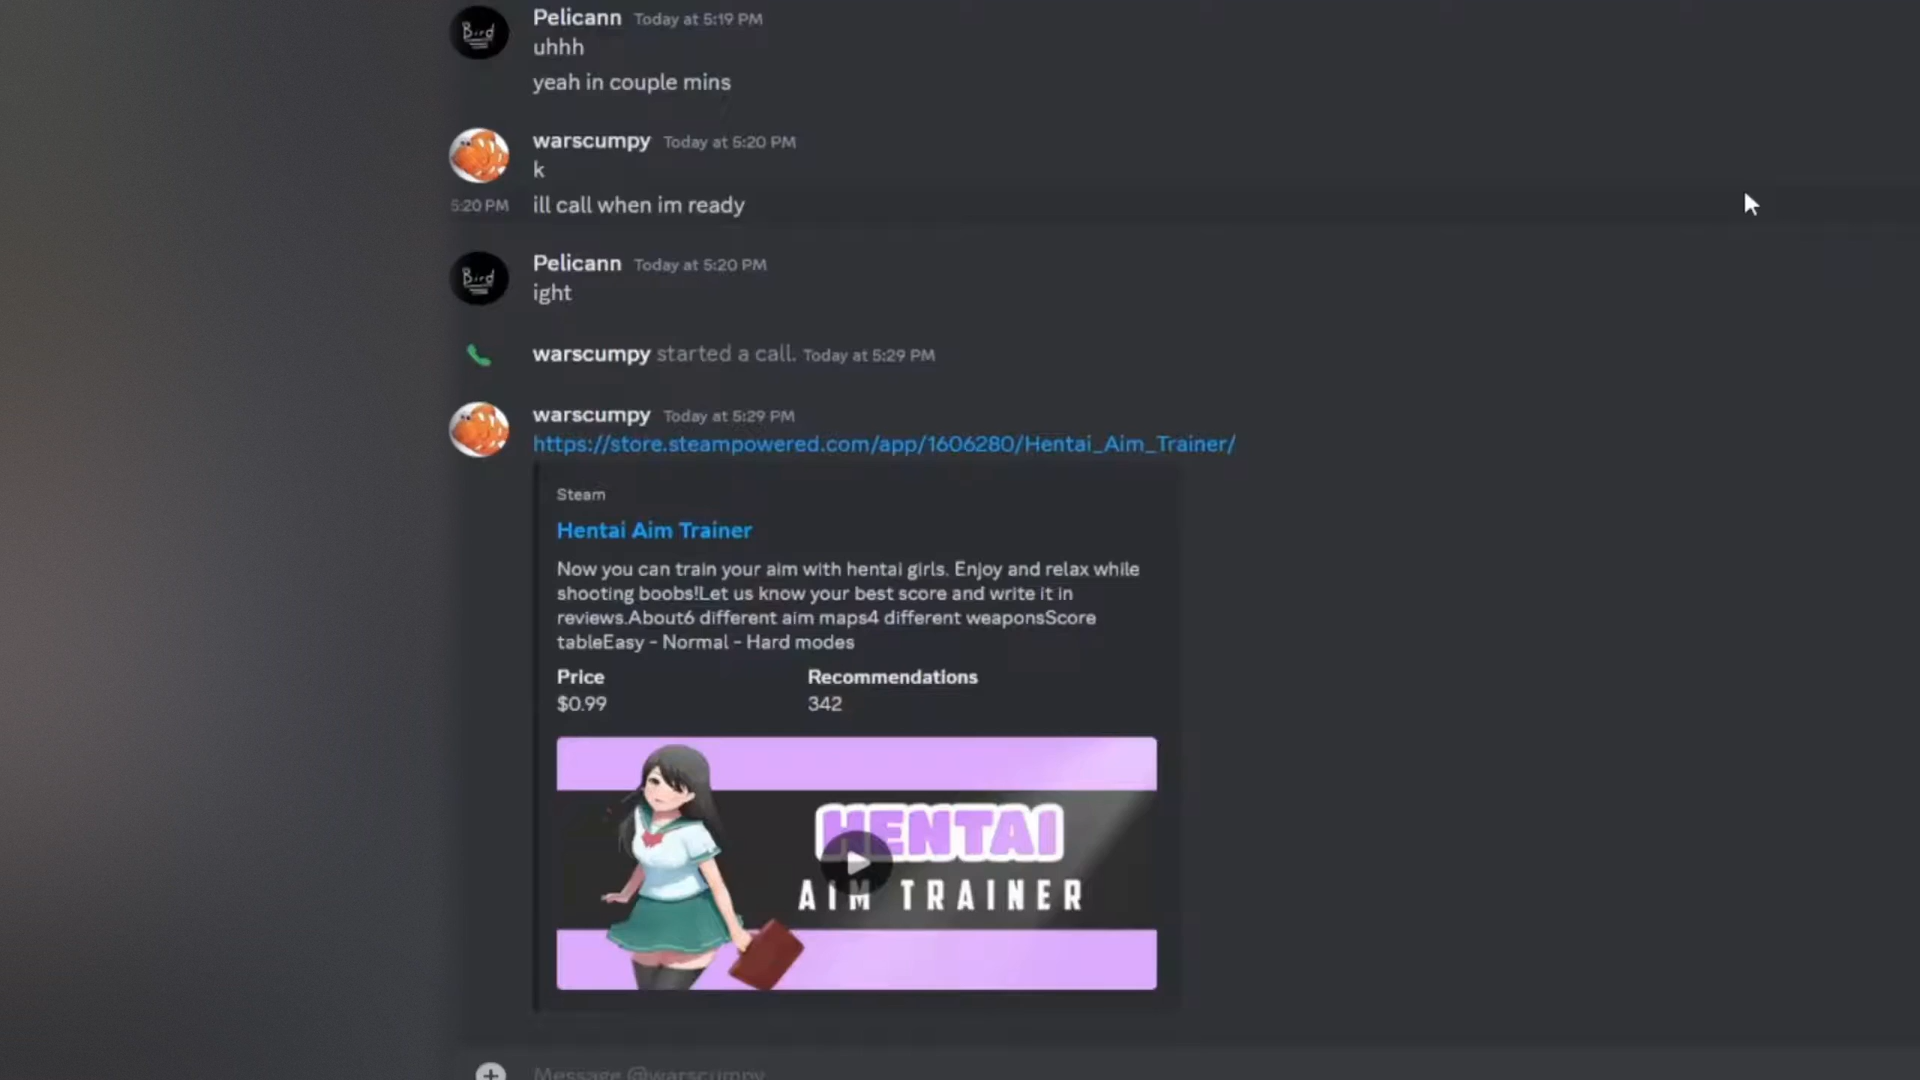 Pelicann Today at 5:19 PM
Bird
uhhh
yeah in couple mins
warscumpy Today at 5:20 PM
k
5:20 PM ill call when im ready
Pelicann Today at 5:20 PM
Bird
ight
warscumpy started a call. Today at 5:29 PM
warscumpy Today at 5:29 PM
https://store.steampowered.com/app/1606280/Hentai_Aim_Trainer/
Steam
Hentai Aim Trainer
Now you can train your aim with hentai girls. Enjoy and relax while
shooting boobs!Let us know your best score and write it in
reviews.About6 different aim maps4 different weaponsScore
tableEasy - Normal - Hard modes
Price Recommendations
$0.99 342
HENTAI
AIM TRAINER
Message @warscumpy